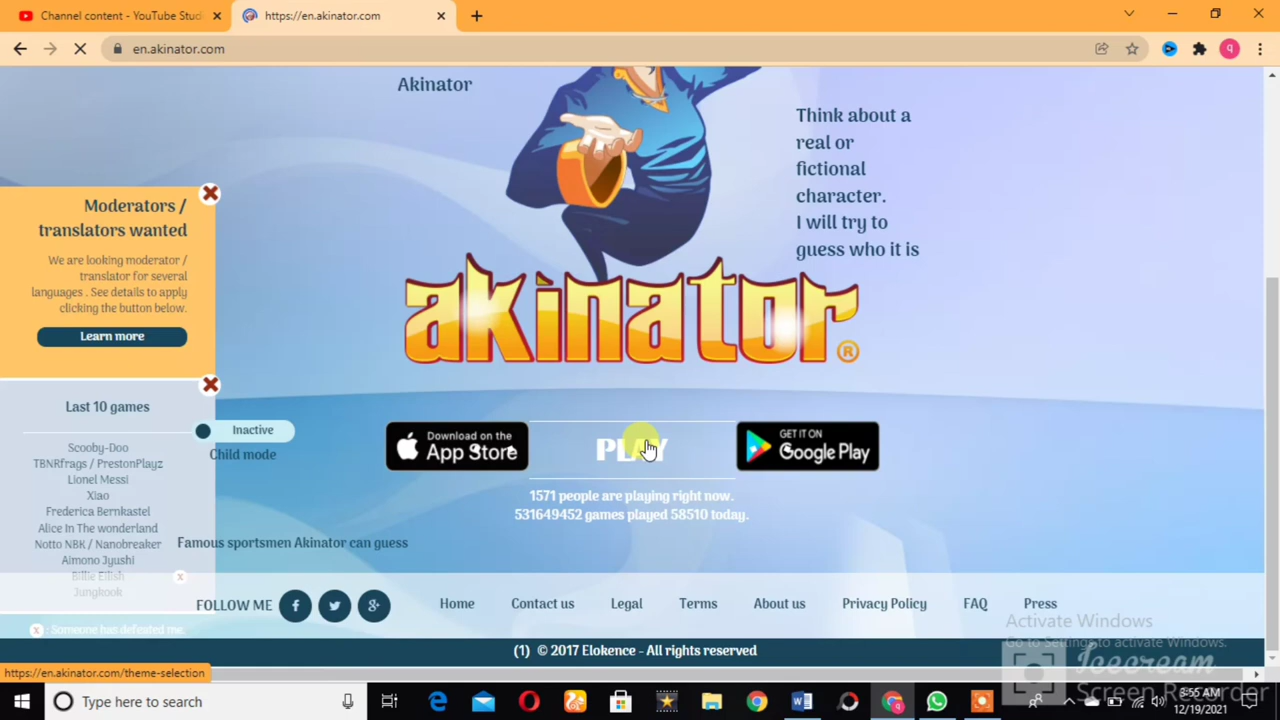 Channel content - YouTube Stud
https://en.akinator.com
en.akinator.com
q
Akinator
Think about a
real or
fictional
character.
I will try to
guess who it is
akinator
®
Moderators /
translators wanted
We are looking moderator /
translator for several
languages . See details to apply
clicking the button below.
Learn more
Last 10 games
Scooby-Doo
TBNRfrags / PrestonPlayz
Lionel Messi
Xiao
Frederica Bernkastel
Alice In The wonderland
Notto NBK / Nanobreaker
Aimono Jyushi
Billie Eilish
Jungkook
x
x : Someone has defeated me.
Inactive
Child mode
Download on the
App Store
PLAY
GET IT ON
Google Play
1571 people are playing right now.
531649452 games played 58510 today.
Famous sportsmen Akinator can guess
FOLLOW ME
Home
Contact us
Legal
Terms
About us
Privacy Policy
FAQ
Press
(1) © 2017 Elokence - All rights reserved
https://en.akinator.com/theme-selection
Activate Windows
Go to Settings to activate Windows.
Icecream
Screen Recorder
Type here to search
3:55 AM
12/19/2021